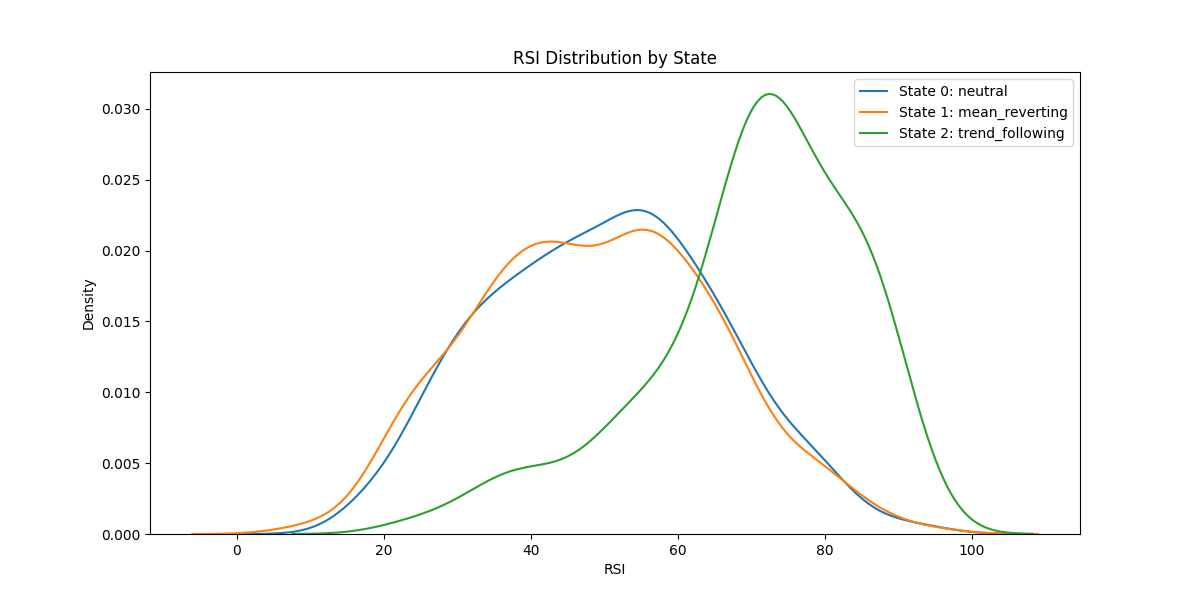 RSI Distribution by State
State 0: neutral
State 1: mean_reverting
State 2: trend_following
Density
0.030
0.025
0.020
0.015
0.010
0.005
0.000
0 20 40 60 80 100
RSI